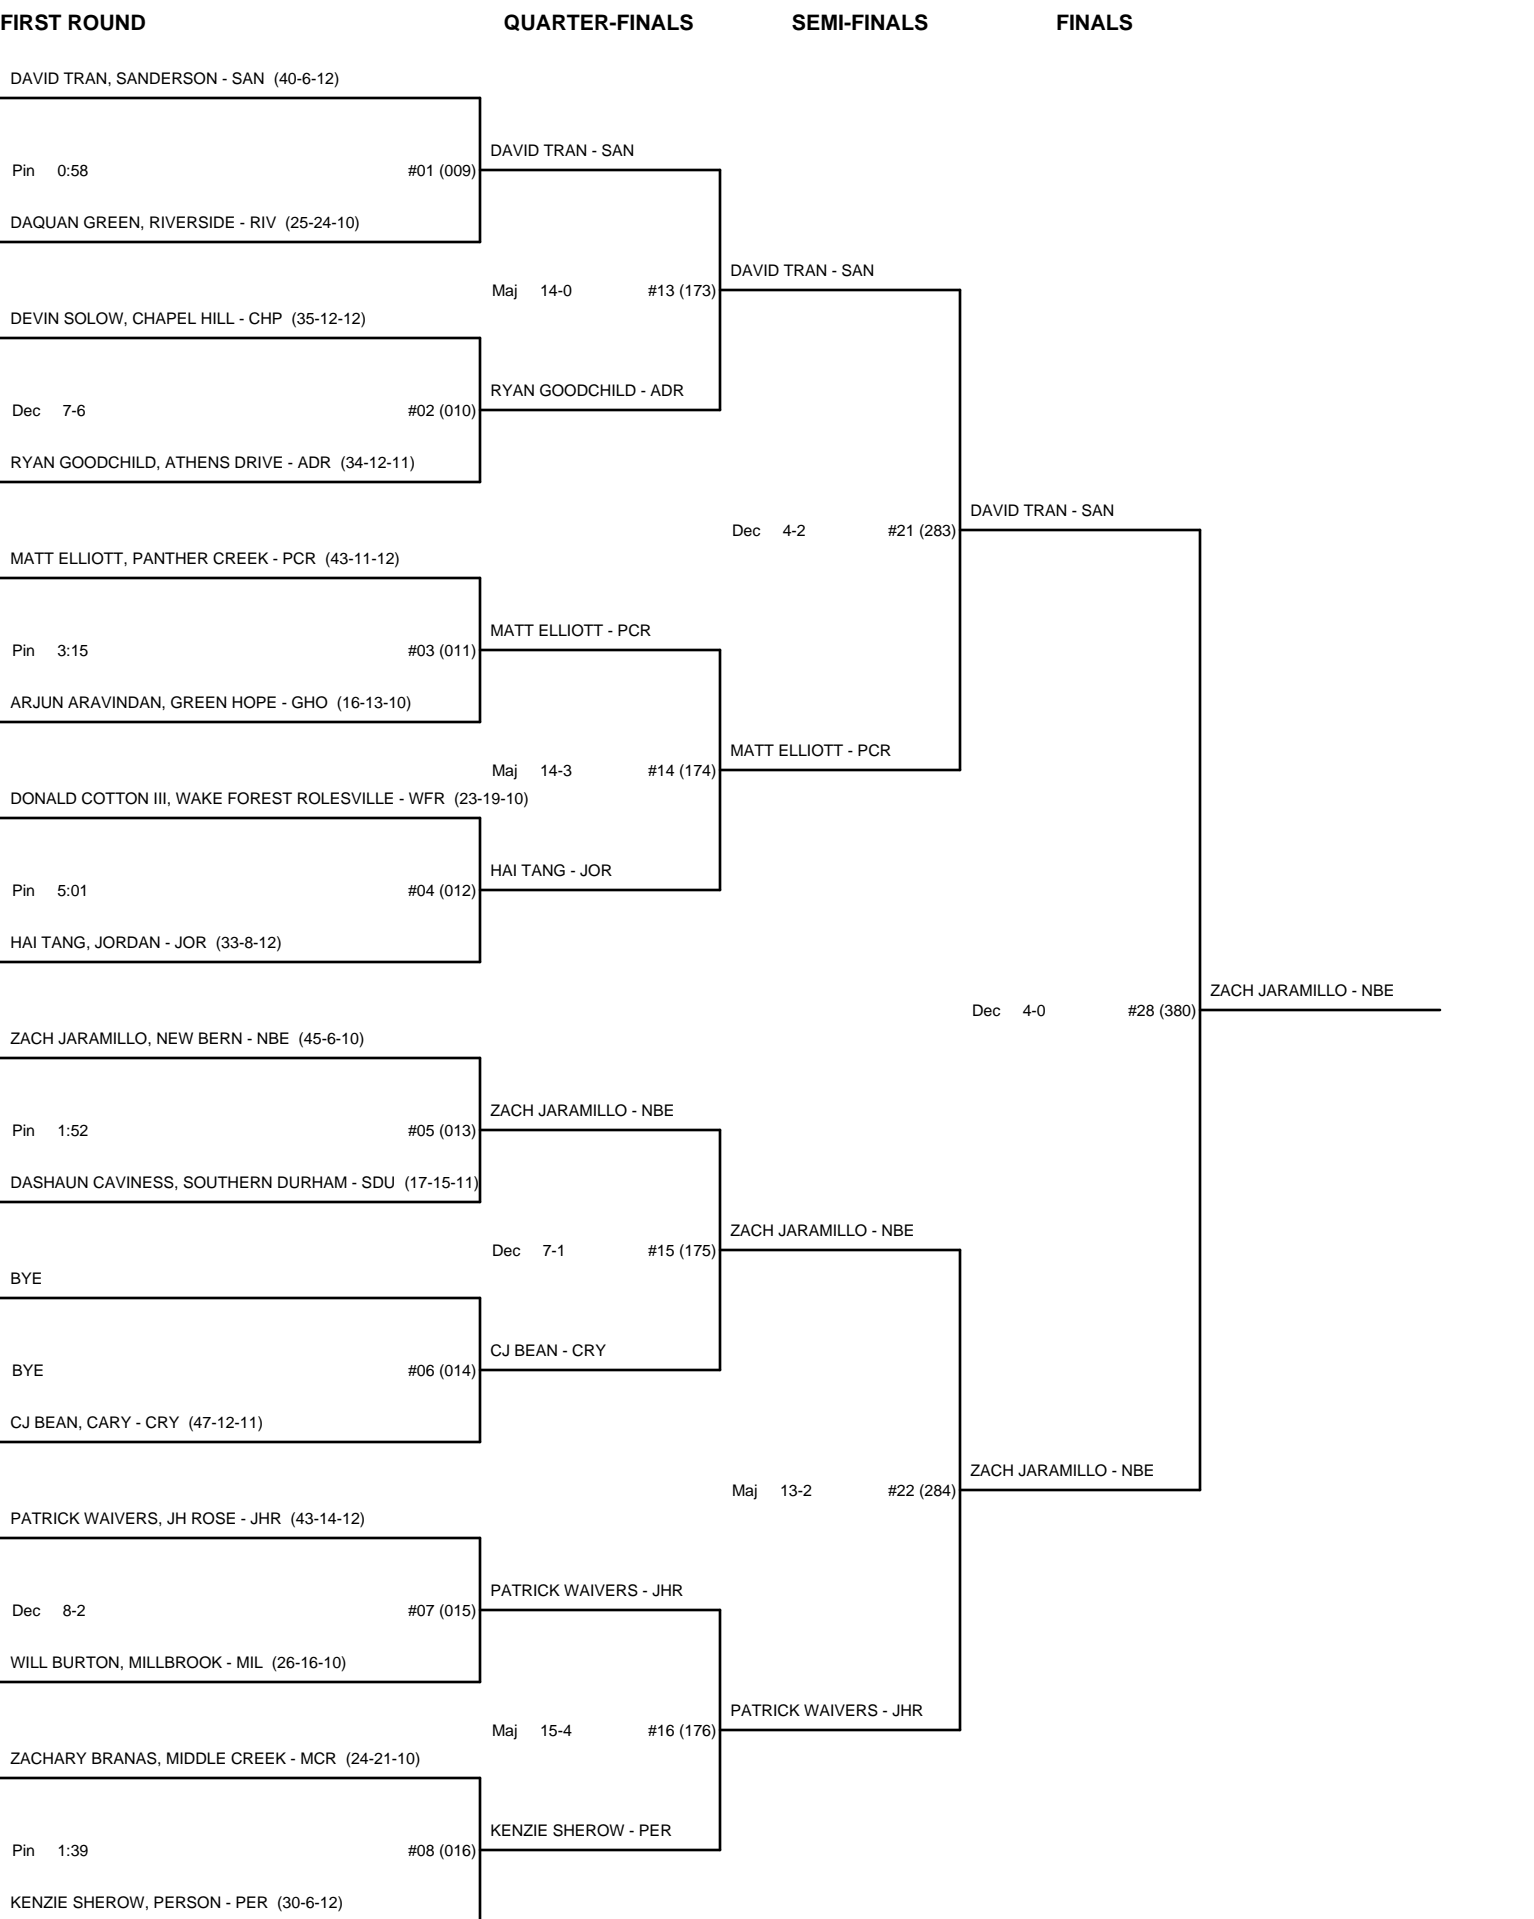 FIRST ROUND QUARTER-FINALS SEMI-FINALS FINALS
DAVID TRAN, SANDERSON - SAN (40-6-12)
DAVID TRAN - SAN
Pin 0:58 #01 (009)
DAQUAN GREEN, RIVERSIDE - RIV (25-24-10)
DAVID TRAN - SAN
Maj 14-0 #13 (173)
DEVIN SOLOW, CHAPEL HILL - CHP (35-12-12)
RYAN GOODCHILD - ADR
Dec 7-6 #02 (010)
RYAN GOODCHILD, ATHENS DRIVE - ADR (34-12-11)
DAVID TRAN - SAN
Dec 4-2 #21 (283)
MATT ELLIOTT, PANTHER CREEK - PCR (43-11-12)
MATT ELLIOTT - PCR
Pin 3:15 #03 (011)
ARJUN ARAVINDAN, GREEN HOPE - GHO (16-13-10)
MATT ELLIOTT - PCR
Maj 14-3 #14 (174)
DONALD COTTON III, WAKE FOREST ROLESVILLE - WFR (23-19-10)
HAI TANG - JOR
Pin 5:01 #04 (012)
HAI TANG, JORDAN - JOR (33-8-12)
ZACH JARAMILLO - NBE
Dec 4-0 #28 (380)
ZACH JARAMILLO, NEW BERN - NBE (45-6-10)
ZACH JARAMILLO - NBE
Pin 1:52 #05 (013)
DASHAUN CAVINESS, SOUTHERN DURHAM - SDU (17-15-11)
ZACH JARAMILLO - NBE
Dec 7-1 #15 (175)
BYE
CJ BEAN - CRY
BYE #06 (014)
CJ BEAN, CARY - CRY (47-12-11)
ZACH JARAMILLO - NBE
Maj 13-2 #22 (284)
PATRICK WAIVERS, JH ROSE - JHR (43-14-12)
PATRICK WAIVERS - JHR
Dec 8-2 #07 (015)
WILL BURTON, MILLBROOK - MIL (26-16-10)
PATRICK WAIVERS - JHR
Maj 15-4 #16 (176)
ZACHARY BRANAS, MIDDLE CREEK - MCR (24-21-10)
KENZIE SHEROW - PER
Pin 1:39 #08 (016)
KENZIE SHEROW, PERSON - PER (30-6-12)